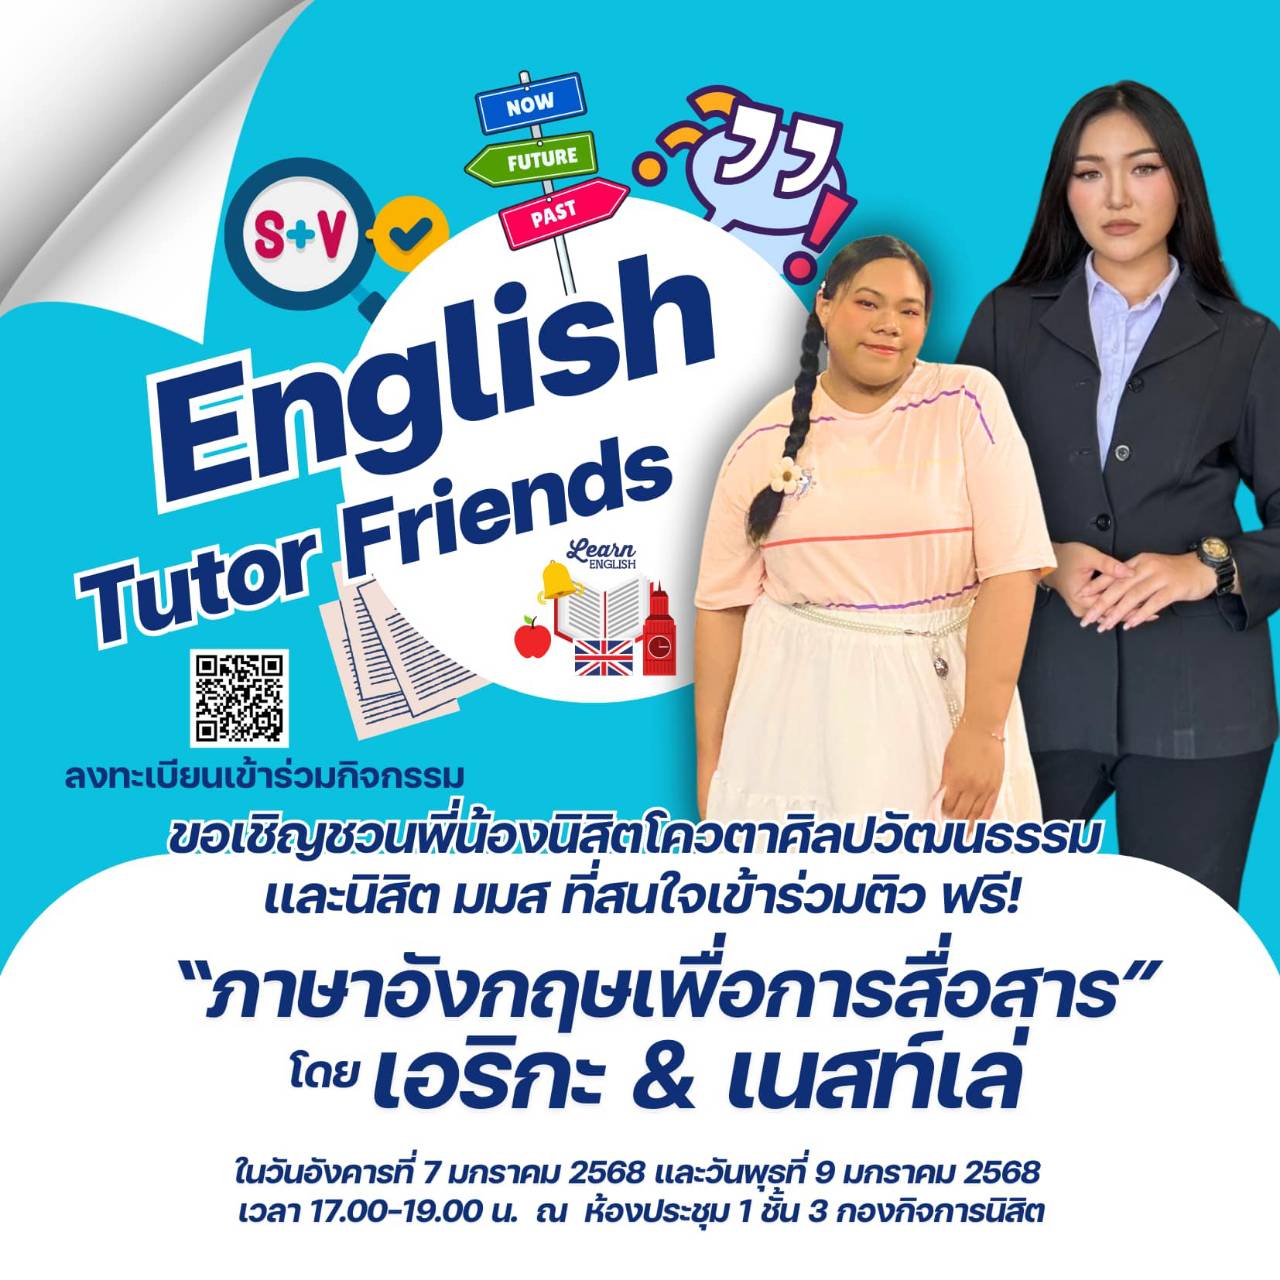 NOW
FUTURE
PAST
S+V
English
Tutor Friends
Learn
ENGLISH
ลงทะเบียนเข้าร่วมกิจกรรม
ขอเชิญชวนพี่น้องนิสิตโควตาศิลปวัฒนธรรม
และนิสิต มมส ที่สนใจเข้าร่วมติว ฟรี!
“ภาษาอังกฤษเพื่อการสื่อสาร”
โดย เอริกะ & เนสท์เล่
ในวันอังคารที่ 7 มกราคม 2568 และวันพุธที่ 9 มกราคม 2568
เวลา 17.00-19.00 น. ณ ห้องประชุม 1 ชั้น 3 กองกิจการนิสิต